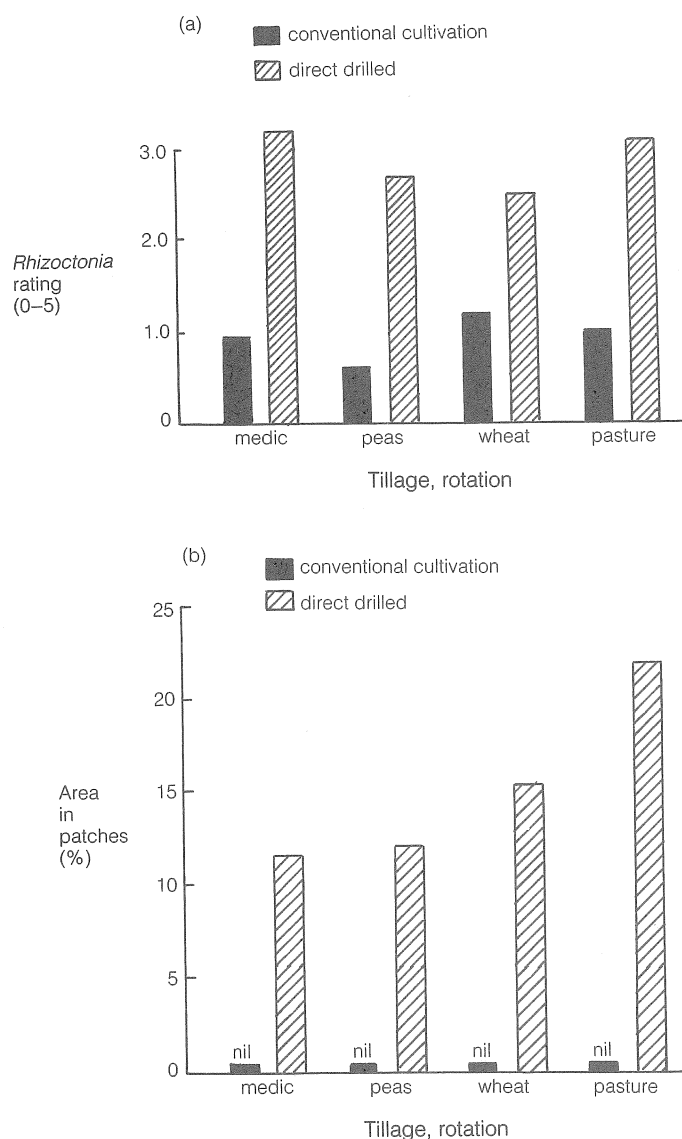 (a)
conventional cultivation
direct drilled
3.0
2.0
1.0
0
Rhizoctonia
rating
(0–5)
medic peas wheat pasture
Tillage, rotation
(b)
conventional cultivation
direct drilled
25
20
15
10
5
0
Area
in
patches
(%)
nil nil nil nil
medic peas wheat pasture
Tillage, rotation